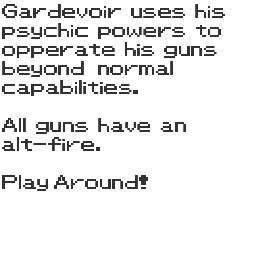 Gardevoir uses his
psychic powers to
opperate his guns
beyond normal
capabilities.
All guns have an
alt-fire.
Play Around!